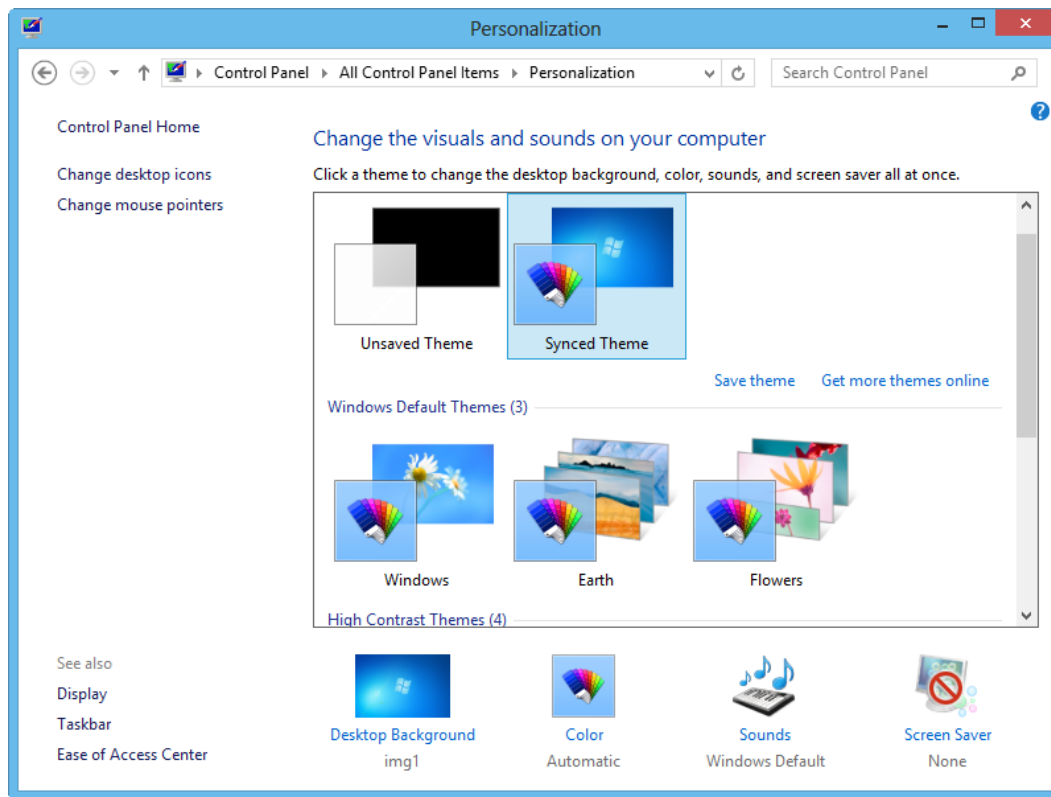 Personalization
Control Panel All Control Panel Items Personalization Search Control Panel
Control Panel Home
Change desktop icons
Change mouse pointers
Change the visuals and sounds on your computer
Click a theme to change the desktop background, color, sounds, and screen saver all at once.
Unsaved Theme Synced Theme
Save theme Get more themes online
Windows Default Themes (3)
Windows Earth Flowers
High Contrast Themes (4)
See also
Display
Taskbar
Ease of Access Center
Desktop Background Color Sounds Screen Saver
img1 Automatic Windows Default None